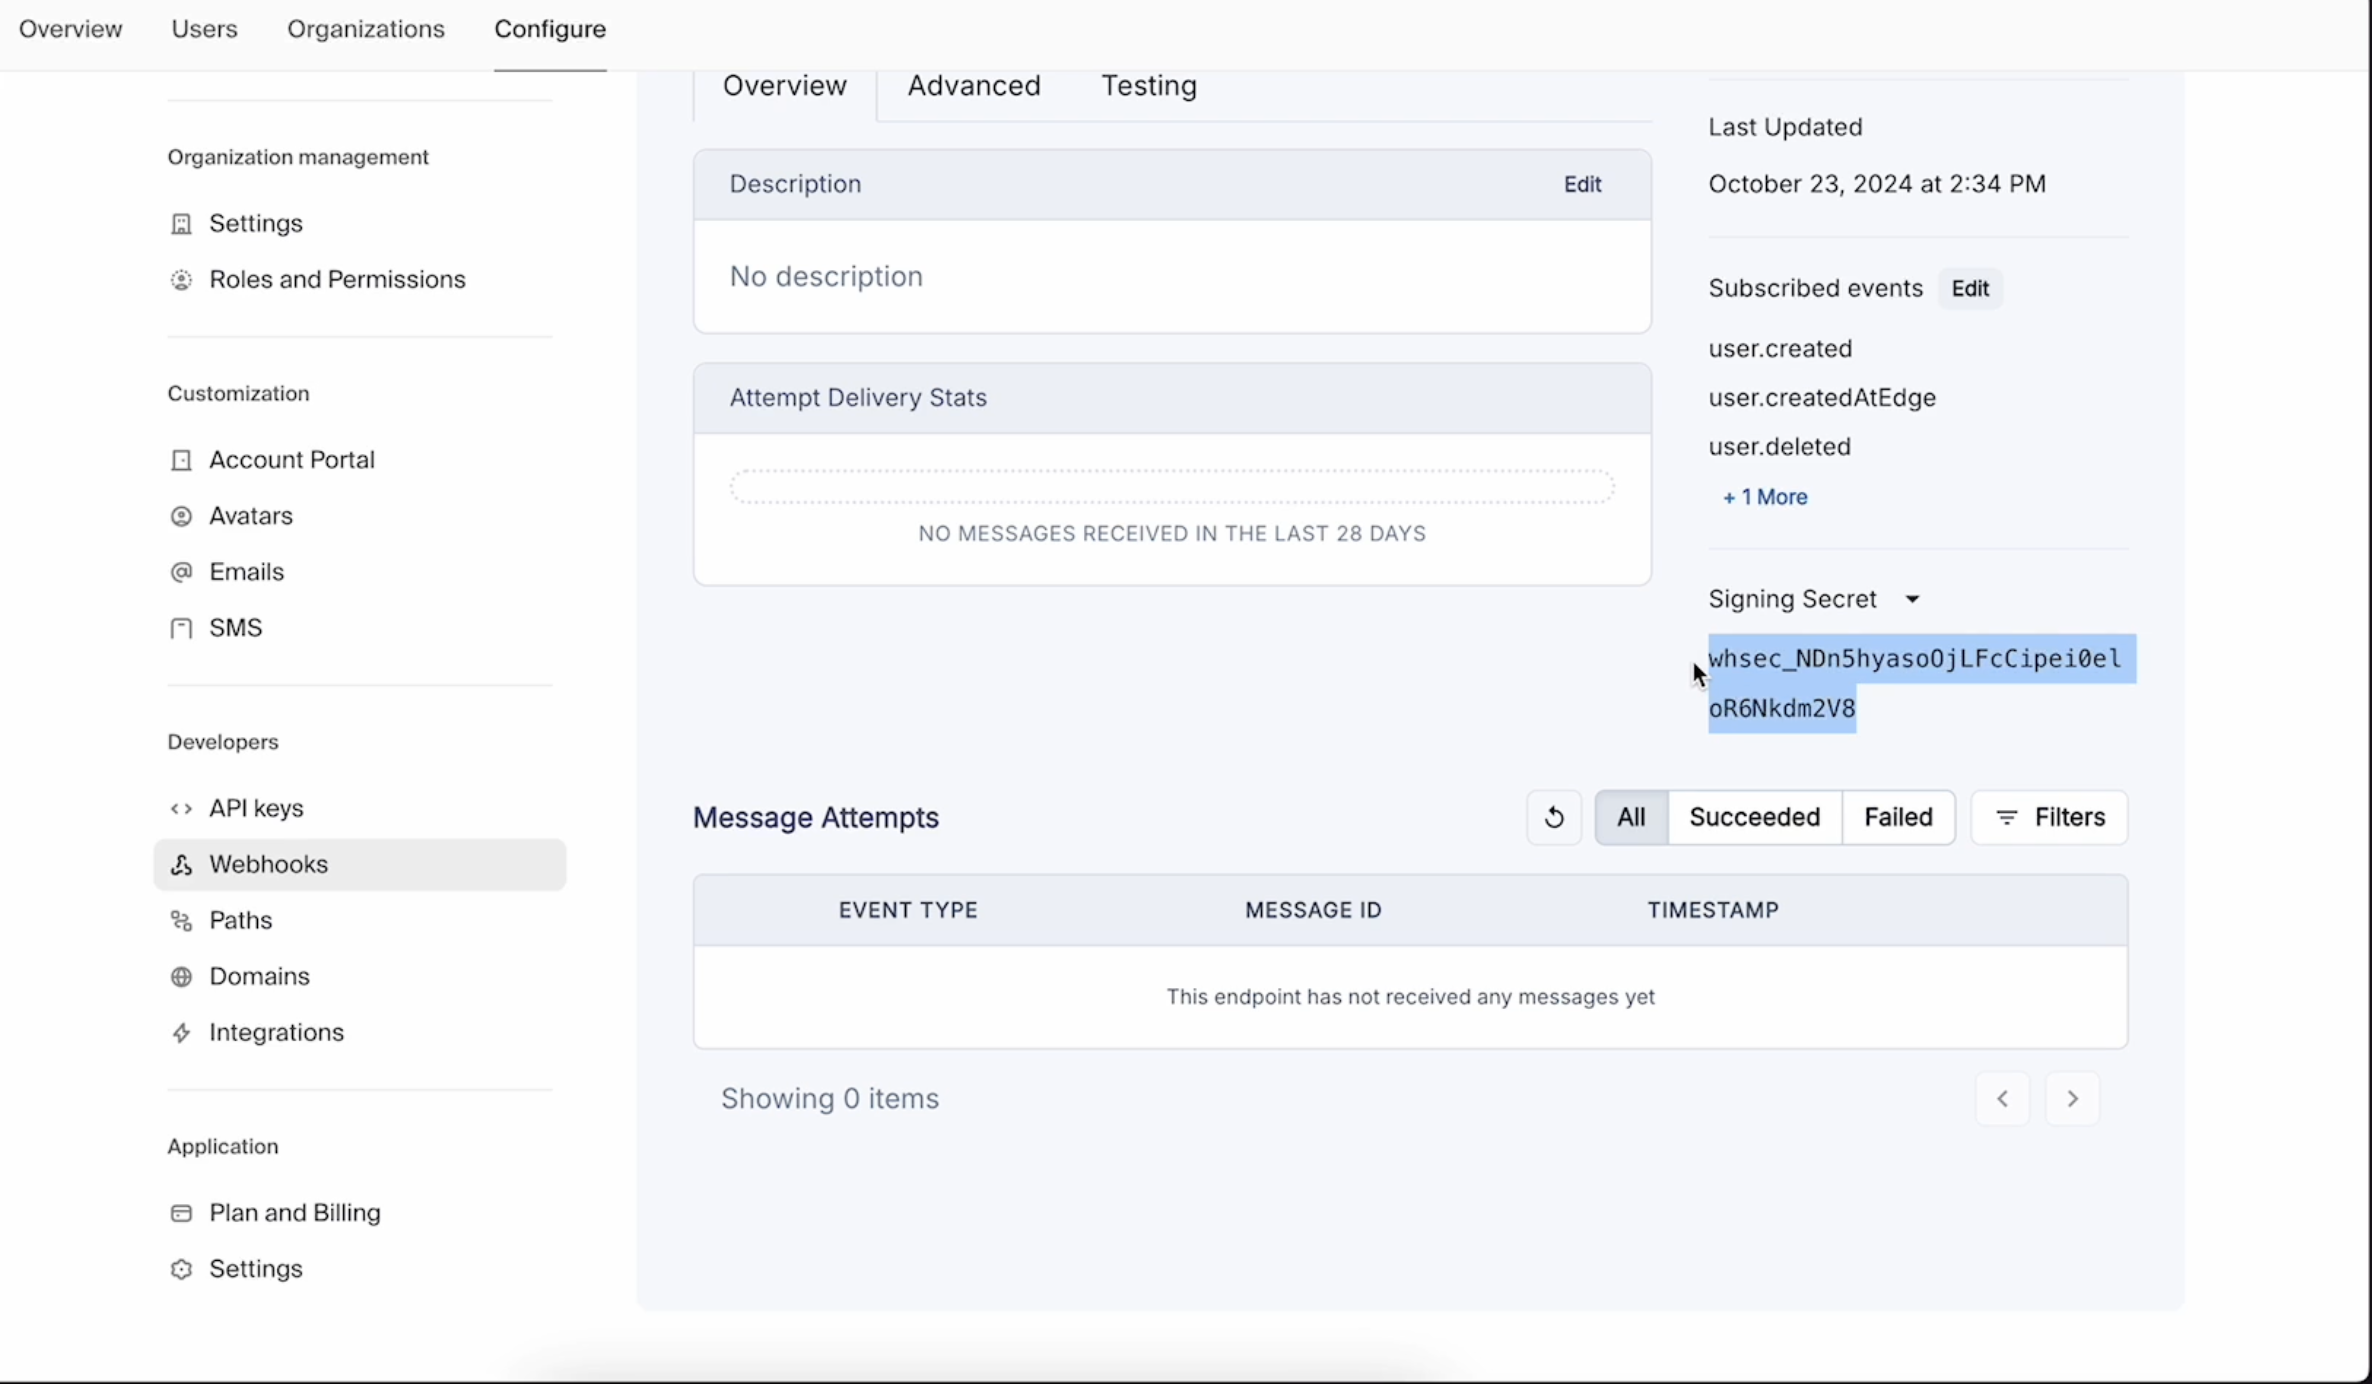 Overview Users Organizations Configure
Organization management
Settings
Roles and Permissions
Customization
Account Portal
Avatars
Emails
SMS
Developers
API keys
Webhooks
Paths
Domains
Integrations
Application
Plan and Billing
Settings
Overview Advanced Testing
Description Edit
No description
Attempt Delivery Stats
NO MESSAGES RECEIVED IN THE LAST 28 DAYS
Last Updated
October 23, 2024 at 2:34 PM
Subscribed events Edit
user.created
user.createdAtEdge
user.deleted
+ 1 More
Signing Secret
whsec_NDn5hyasoOjLFcCipei0el
oR6Nkdm2V8
Message Attempts All Succeeded Failed Filters
EVENT TYPE MESSAGE ID TIMESTAMP
This endpoint has not received any messages yet
Showing 0 items